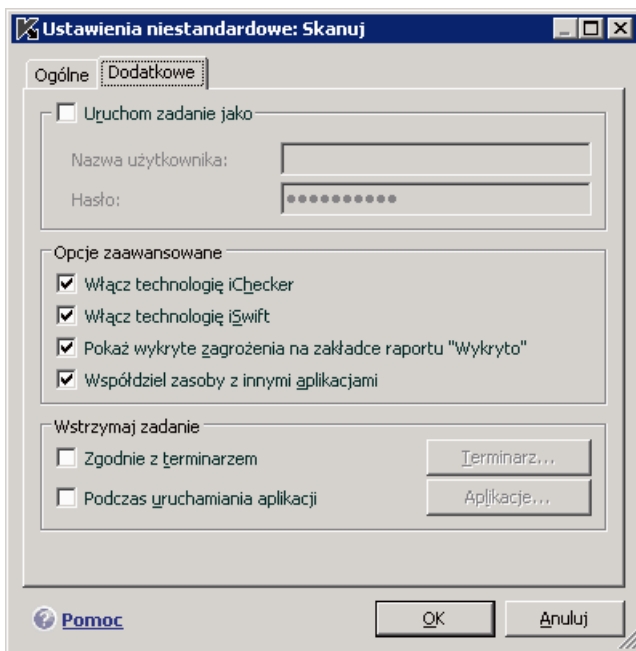 Ustawienia niestandardowe: Skanuj
Ogólne Dodatkowe
Uruchom zadanie jako
Nazwa użytkownika:
Hasło: ●●●●●●●●●●
Opcje zaawansowane
Włącz technologię iChecker
Włącz technologię iSwift
Pokaż wykryte zagrożenia na zakładce raportu "Wykryto"
Współdziel zasoby z innymi aplikacjami
Wstrzymaj zadanie
Zgodnie z terminarzem Terminarz...
Podczas uruchamiania aplikacji Aplikacje...
Pomoc OK Anuluj